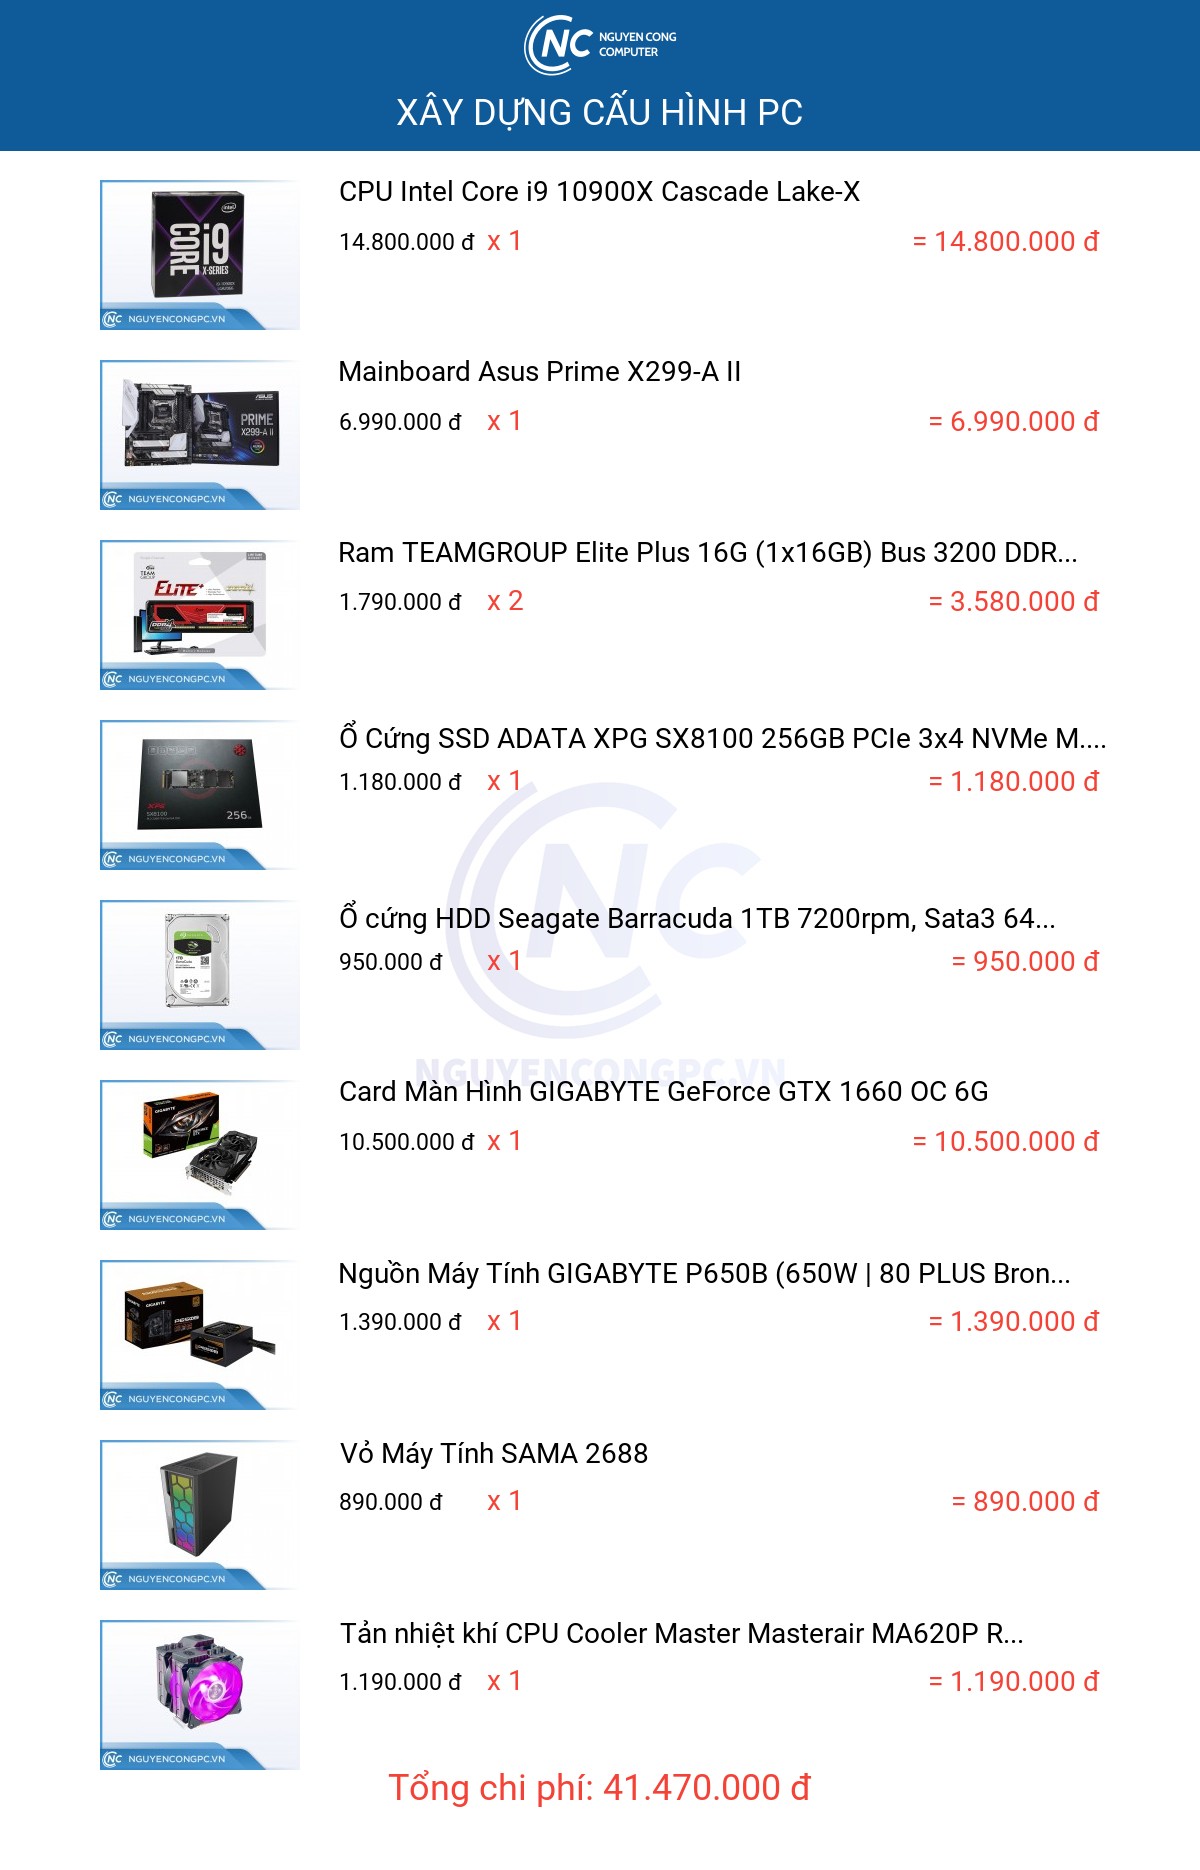 NC NGUYEN CONG
COMPUTER
XÂY DỰNG CẤU HÌNH PC
CPU Intel Core i9 10900X Cascade Lake-X
14.800.000 đ x 1 = 14.800.000 đ
intel
CORE i9
X-SERIES
NC NGUYENCONGPC.VN
Mainboard Asus Prime X299-A II
6.990.000 đ x 1 = 6.990.000 đ
ASUS
PRIME
X299-A II
NC NGUYENCONGPC.VN
Ram TEAMGROUP Elite Plus 16G (1x16GB) Bus 3200 DDR...
1.790.000 đ x 2 = 3.580.000 đ
TEAM
GROUP
ELITE+
DDR4
NC NGUYENCONGPC.VN
Ổ Cứng SSD ADATA XPG SX8100 256GB PCIe 3x4 NVMe M....
1.180.000 đ x 1 = 1.180.000 đ
XPG
SX8100
256
NC NGUYENCONGPC.VN
NC
Ổ cứng HDD Seagate Barracuda 1TB 7200rpm, Sata3 64...
950.000 đ x 1 = 950.000 đ
NC NGUYENCONGPC.VN
NGUYENCONGPC.VN
Card Màn Hình GIGABYTE GeForce GTX 1660 OC 6G
10.500.000 đ x 1 = 10.500.000 đ
GIGABYTE
NC NGUYENCONGPC.VN
Nguồn Máy Tính GIGABYTE P650B (650W | 80 PLUS Bron...
1.390.000 đ x 1 = 1.390.000 đ
GIGABYTE
P650B
NC NGUYENCONGPC.VN
Vỏ Máy Tính SAMA 2688
890.000 đ x 1 = 890.000 đ
NC NGUYENCONGPC.VN
Tản nhiệt khí CPU Cooler Master Masterair MA620P R...
1.190.000 đ x 1 = 1.190.000 đ
NC NGUYENCONGPC.VN
Tổng chi phí: 41.470.000 đ